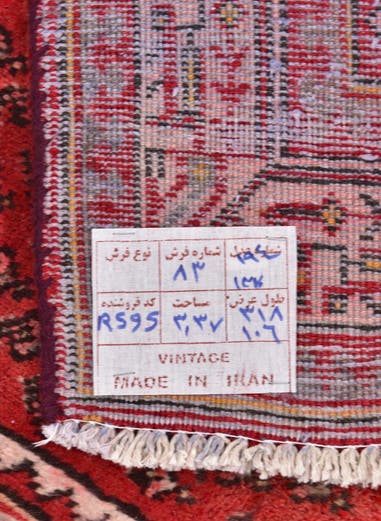 نوع فرش شماره فرش
۸۳ ۱۳۷
کد فروشنده مساحت طول عرض
RS95 ۳,۳۷ ۳۱۸
۱۰۶
VINTAGE
MADE IN IRAN